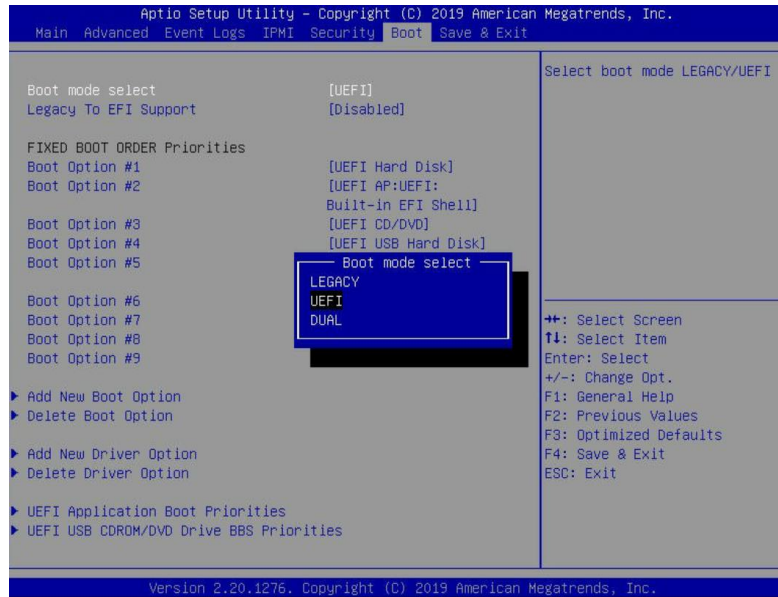 Aptio Setup Utility – Copyright (C) 2019 American Megatrends, Inc.
Main Advanced Event Logs IPMI Security Boot Save & Exit
Select boot mode LEGACY/UEFI
Boot mode select [UEFI]
Legacy To EFI Support [Disabled]
FIXED BOOT ORDER Priorities
Boot Option #1 [UEFI Hard Disk]
Boot Option #2 [UEFI AP:UEFI:
Built-in EFI Shell]
Boot Option #3 [UEFI CD/DVD]
Boot Option #4 [UEFI USB Hard Disk]
Boot Option #5
Boot mode select
LEGACY
UEFI
DUAL
Boot Option #6
Boot Option #7
Boot Option #8
Boot Option #9
Add New Boot Option
Delete Boot Option
Add New Driver Option
Delete Driver Option
UEFI Application Boot Priorities
UEFI USB CDROM/DVD Drive BBS Priorities
→←: Select Screen
↑↓: Select Item
Enter: Select
+/-: Change Opt.
F1: General Help
F2: Previous Values
F3: Optimized Defaults
F4: Save & Exit
ESC: Exit
Version 2.20.1276. Copyright (C) 2019 American Megatrends, Inc.